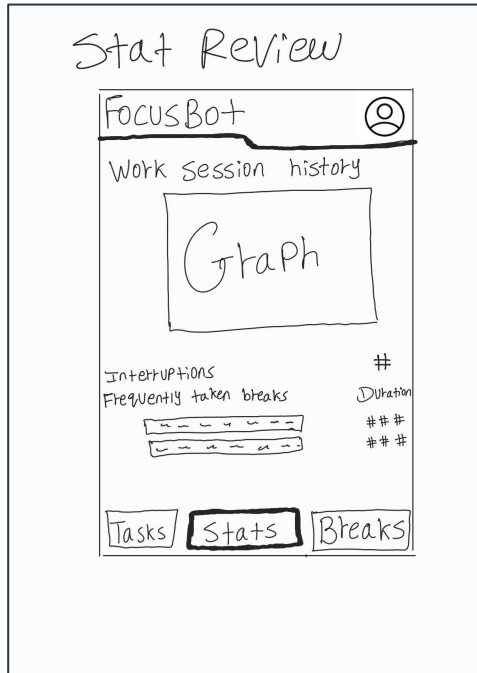 Stat Review
FocusBot
Work session history
Graph
Interruptions #
Frequently taken breaks Duration
###
###
Tasks Stats Breaks